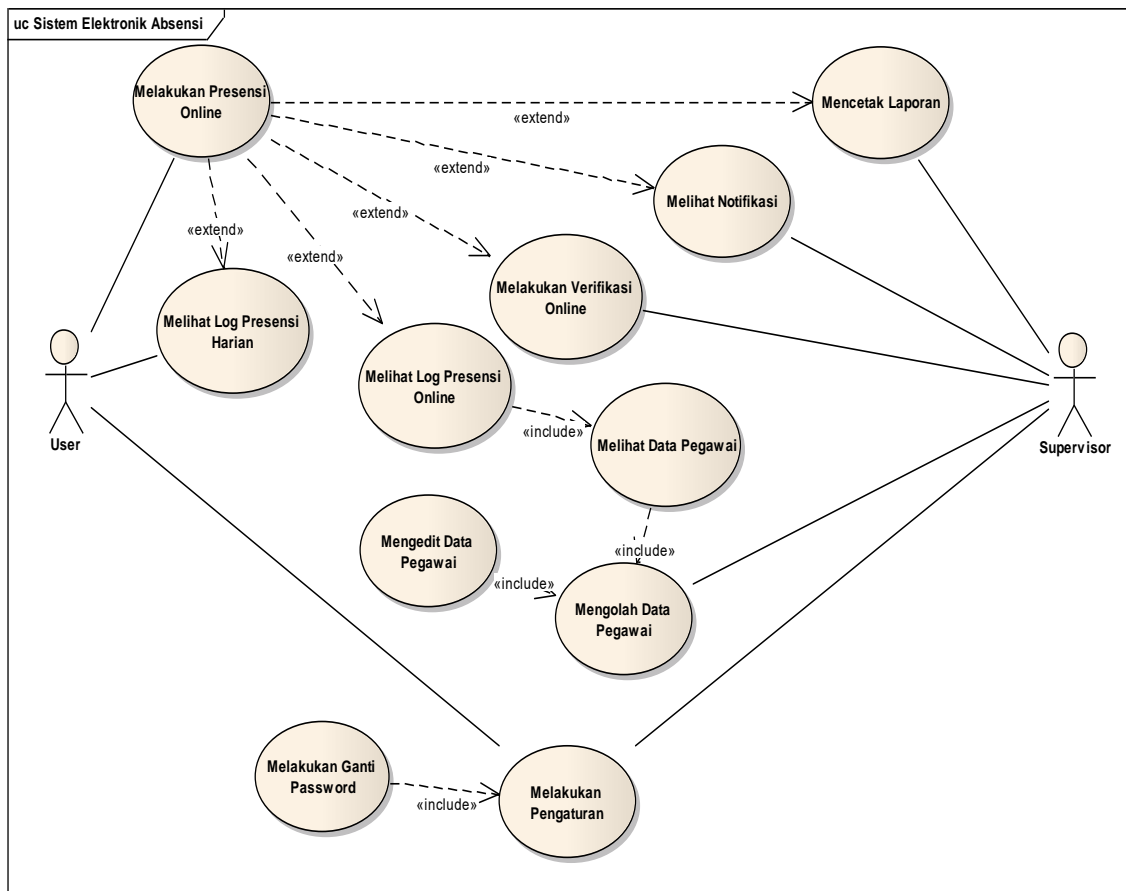 uc Sistem Elektronik Absensi
Melakukan Presensi
Online
Mencetak Laporan
«extend»
Melihat Notifikasi
«extend»
«extend»
«extend»
«extend»
Melakukan Verifikasi
Online
Melihat Log Presensi
Harian
Melihat Log Presensi
Online
User
Supervisor
«include»
Melihat Data Pegawai
Mengedit Data
Pegawai
«include»
«include»
Mengolah Data
Pegawai
Melakukan Ganti
Password
«include»
Melakukan
Pengaturan